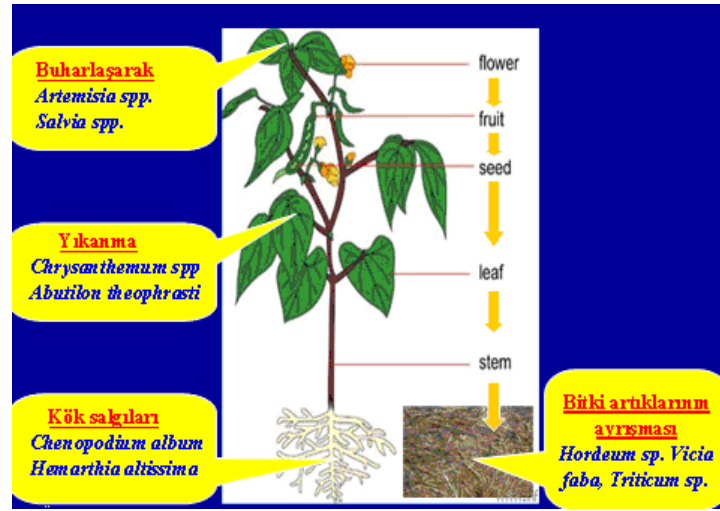 Buharlaşarak
Artemisia spp.
Salvia spp.
flower
fruit
seed
Yıkanma
Chrysanthemum spp
Abutilon theophrasti
leaf
stem
Kök salgıları
Chenopodium album
Hemarthia altissima
Bitki artıklarının
ayrışması
Hordeum sp. Vicia
faba, Triticum sp.